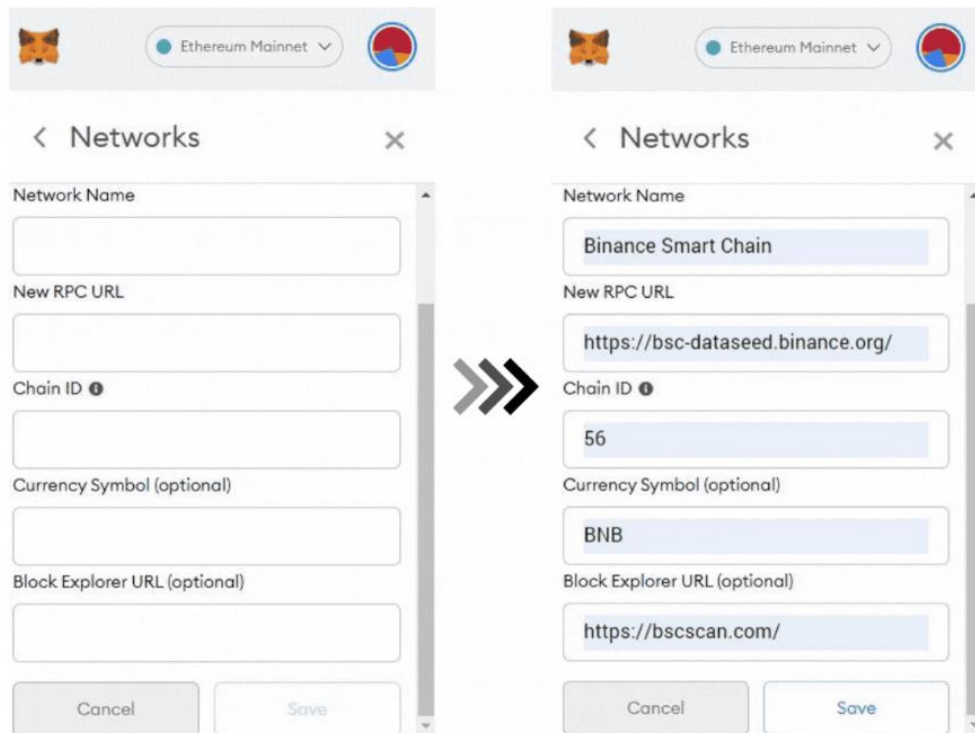 Ethereum Mainnet
Networks
Network Name
New RPC URL
Chain ID
Currency Symbol (optional)
Block Explorer URL (optional)
Cancel
Save
Ethereum Mainnet
Networks
Network Name
Binance Smart Chain
New RPC URL
https://bsc-dataseed.binance.org/
Chain ID
56
Currency Symbol (optional)
BNB
Block Explorer URL (optional)
https://bscscan.com/
Cancel
Save